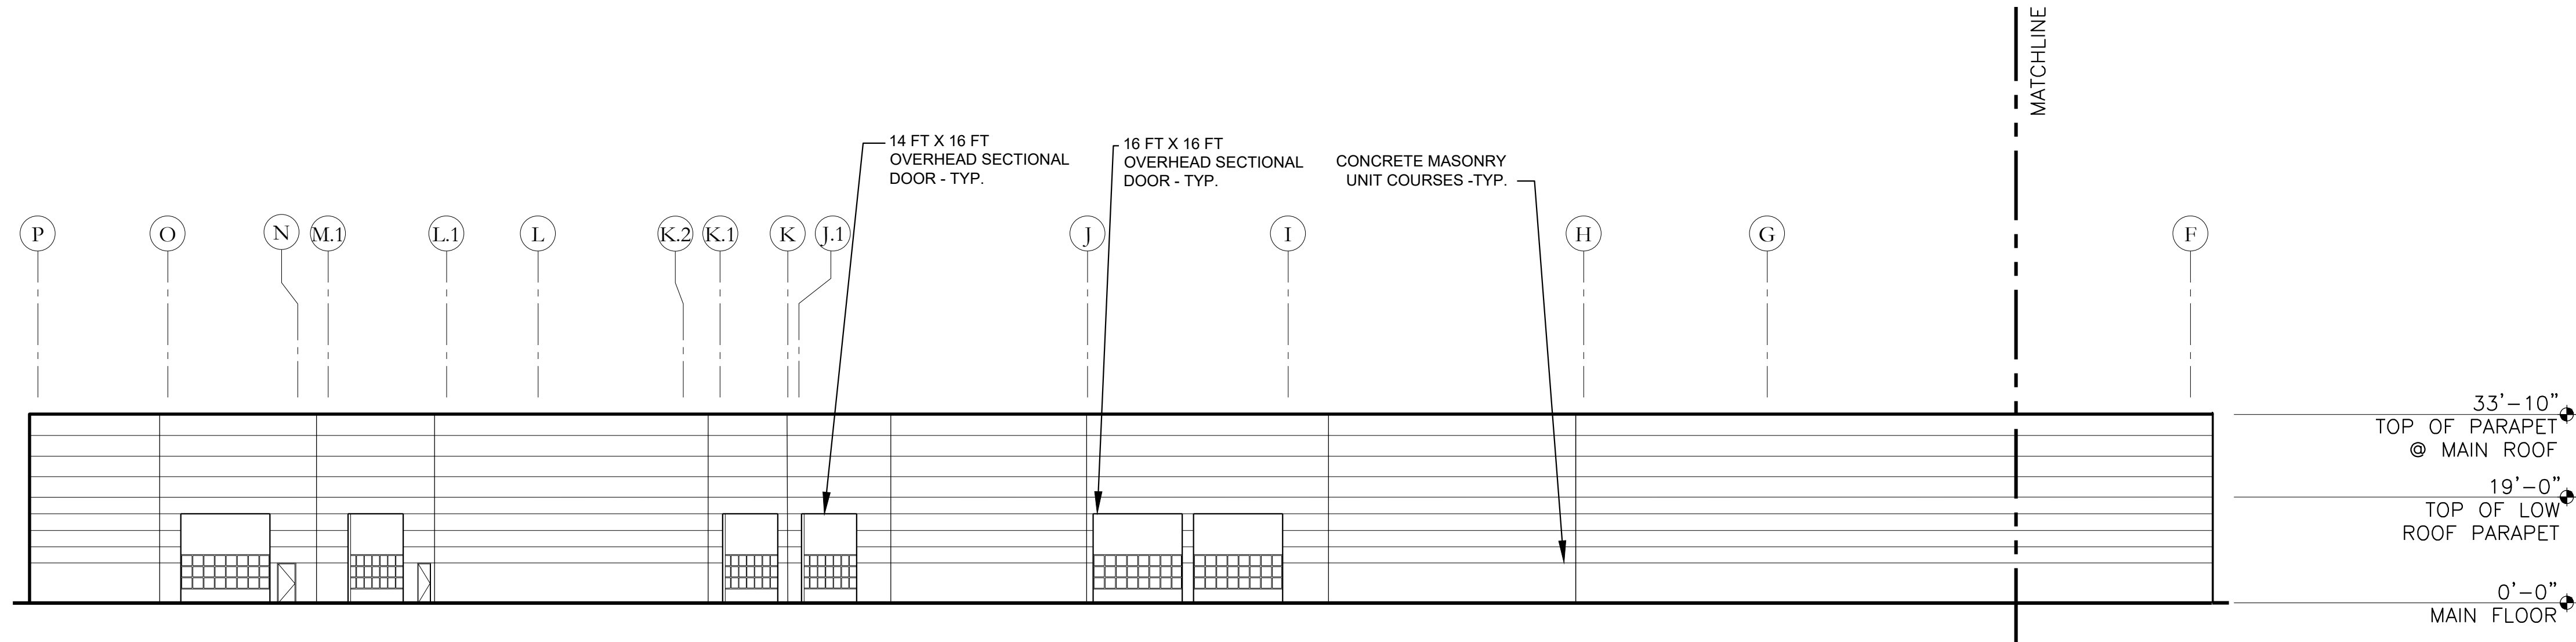 MATCHLINE
14 FT X 16 FT
OVERHEAD SECTIONAL
DOOR - TYP.
16 FT X 16 FT
OVERHEAD SECTIONAL
DOOR - TYP.
CONCRETE MASONRY
UNIT COURSES -TYP.
P O N M.1 L.1 L K.2 K.1 K J.1 J I H G F
33'-10"
TOP OF PARAPET
@ MAIN ROOF
19'-0"
TOP OF LOW
ROOF PARAPET
0'-0"
MAIN FLOOR